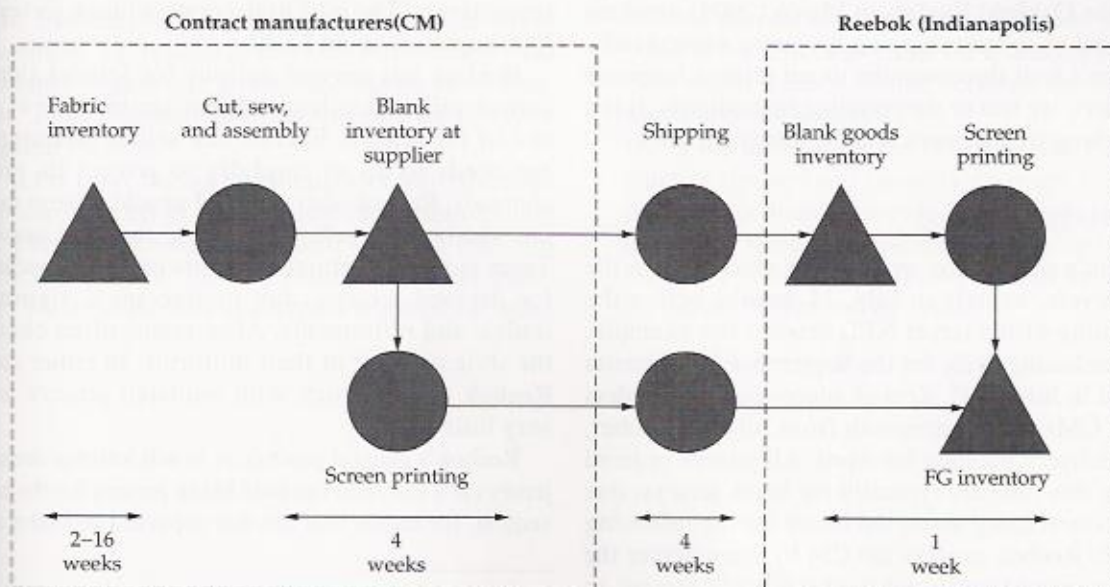 Contract manufacturers(CM)
Reebok (Indianapolis)
Fabric
inventory
Cut, sew,
and assembly
Blank
inventory at
supplier
Shipping
Blank goods
inventory
Screen
printing
Screen printing
FG inventory
2–16
weeks
4
weeks
4
weeks
1
week